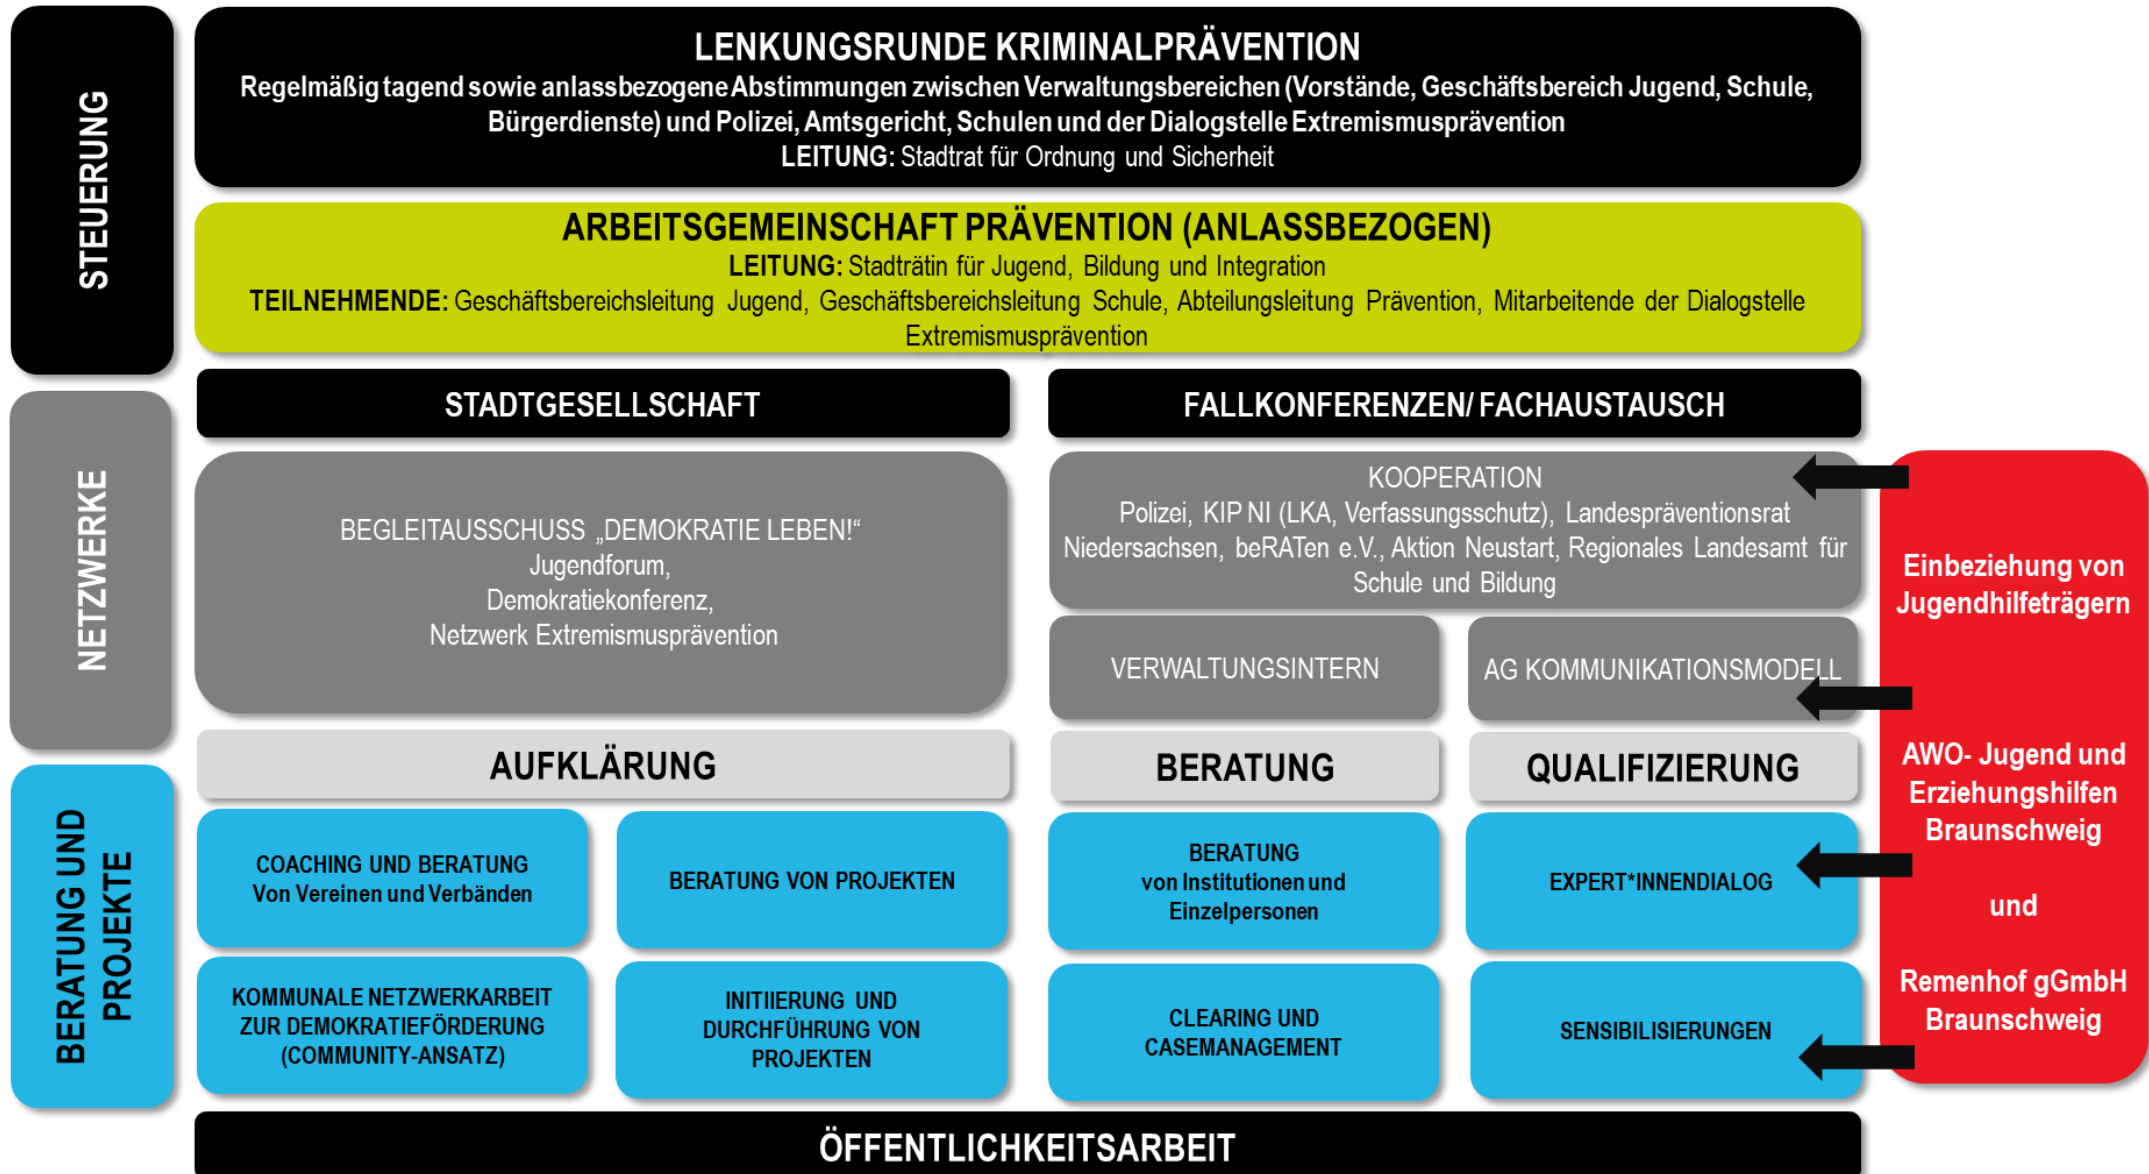 STEUERUNG
LENKUNGSRUNDE KRIMINALPRÄVENTION
Regelmäßig tagend sowie anlassbezogene Abstimmungen zwischen Verwaltungsbereichen (Vorstände, Geschäftsbereich Jugend, Schule,
Bürgerdienste) und Polizei, Amtsgericht, Schulen und der Dialogstelle Extremismusprävention
LEITUNG: Stadtrat für Ordnung und Sicherheit
ARBEITSGEMEINSCHAFT PRÄVENTION (ANLASSBEZOGEN)
LEITUNG: Stadträtin für Jugend, Bildung und Integration
TEILNEHMENDE: Geschäftsbereichsleitung Jugend, Geschäftsbereichsleitung Schule, Abteilungsleitung Prävention, Mitarbeitende der Dialogstelle
Extremismusprävention
NETZWERKE
STADTGESELLSCHAFT
BEGLEITAUSSCHUSS „DEMOKRATIE LEBEN!“
Jugendforum,
Demokratiekonferenz,
Netzwerk Extremismusprävention
FALLKONFERENZEN/ FACHAUSTAUSCH
KOOPERATION
Polizei, KIP NI (LKA, Verfassungsschutz), Landespräventionsrat
Niedersachsen, beRATen e.V., Aktion Neustart, Regionales Landesamt für
Schule und Bildung
VERWALTUNGSINTERN
AG KOMMUNIKATIONSMODELL
BERATUNG UND
PROJEKTE
AUFKLÄRUNG
COACHING UND BERATUNG
Von Vereinen und Verbänden
BERATUNG VON PROJEKTEN
KOMMUNALE NETZWERKARBEIT
ZUR DEMOKRATIEFÖRDERUNG
(COMMUNITY-ANSATZ)
INITIIERUNG UND
DURCHFÜHRUNG VON
PROJEKTEN
BERATUNG
BERATUNG
von Institutionen und
Einzelpersonen
CLEARING UND
CASEMANAGEMENT
QUALIFIZIERUNG
EXPERT*INNENDIALOG
SENSIBILISIERUNGEN
Einbeziehung von
Jugendhilfeträgern
AWO- Jugend und
Erziehungshilfen
Braunschweig
und
Remenhof gGmbH
Braunschweig
ÖFFENTLICHKEITSARBEIT